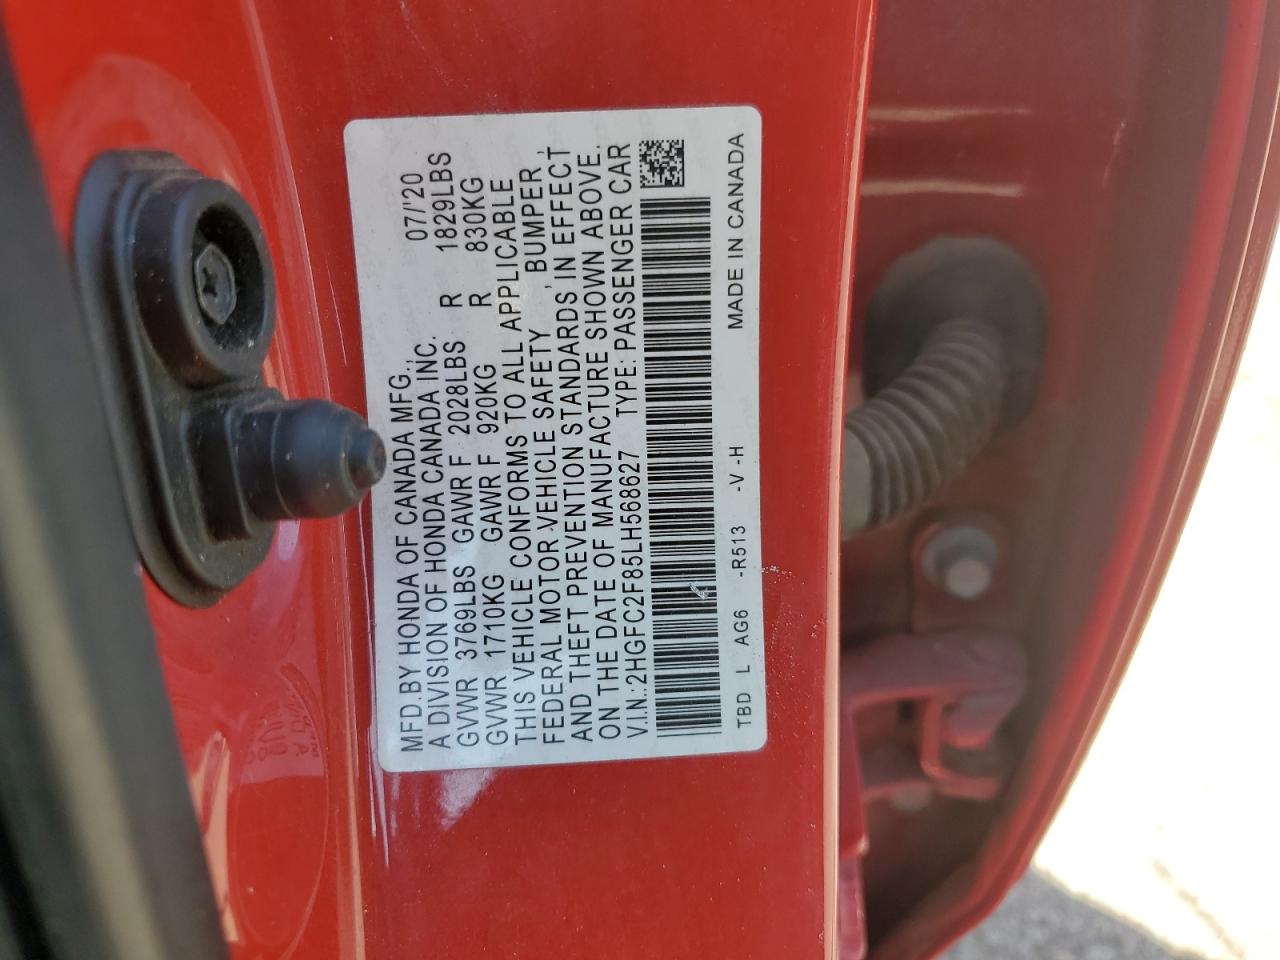 MFD.BY HONDA OF CANADA MFG., 07/'20
A DIVISION OF HONDA CANADA INC.
GVWR 3769LBS GAWR F 2028LBS R 1829LBS
GVWR 1710KG GAWR F 920KG R 830KG
THIS VEHICLE CONFORMS TO ALL APPLICABLE
FEDERAL MOTOR VEHICLE SAFETY, BUMPER,
AND THEFT PREVENTION STANDARDS IN EFFECT
ON THE DATE OF MANUFACTURE SHOWN ABOVE.
V.I.N.:2HGFC2F85LH568627 TYPE: PASSENGER CAR
TBD L AG6 -R513 -V -H MADE IN CANADA